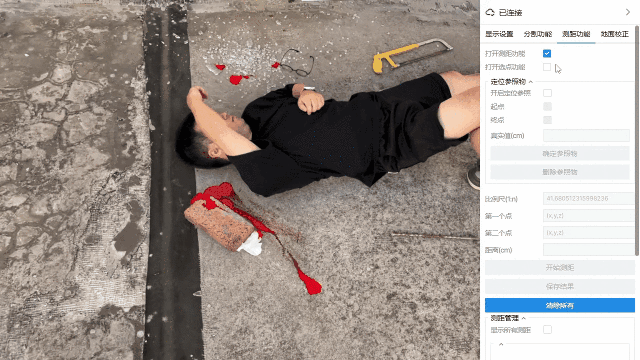 已连接
显示设置 分割功能 测距功能 地面校正
打开测距功能
打开选点功能
定位参照物
开启定位参照
起点
终点
真实值(cm)
确定参照物
删除参照物
比例尺(1:n)
第一个点 (x,y,z)
第二个点 (x,y,z)
距离(cm)
开始测距
保存结果
清除所有
测距管理
显示所有测距